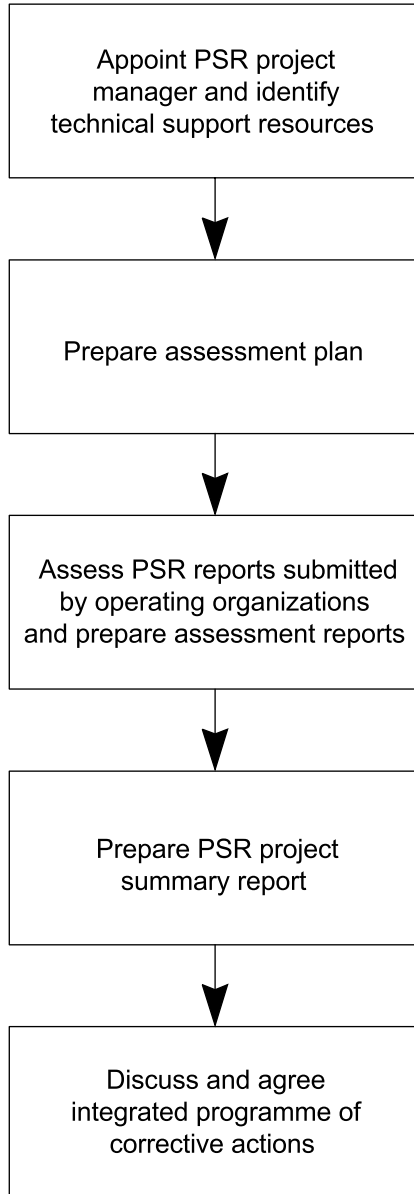 Appoint PSR project
manager and identify
technical support resources
Prepare assessment plan
Assess PSR reports submitted
by operating organizations
and prepare assessment reports
Prepare PSR project
summary report
Discuss and agree
integrated programme of
corrective actions